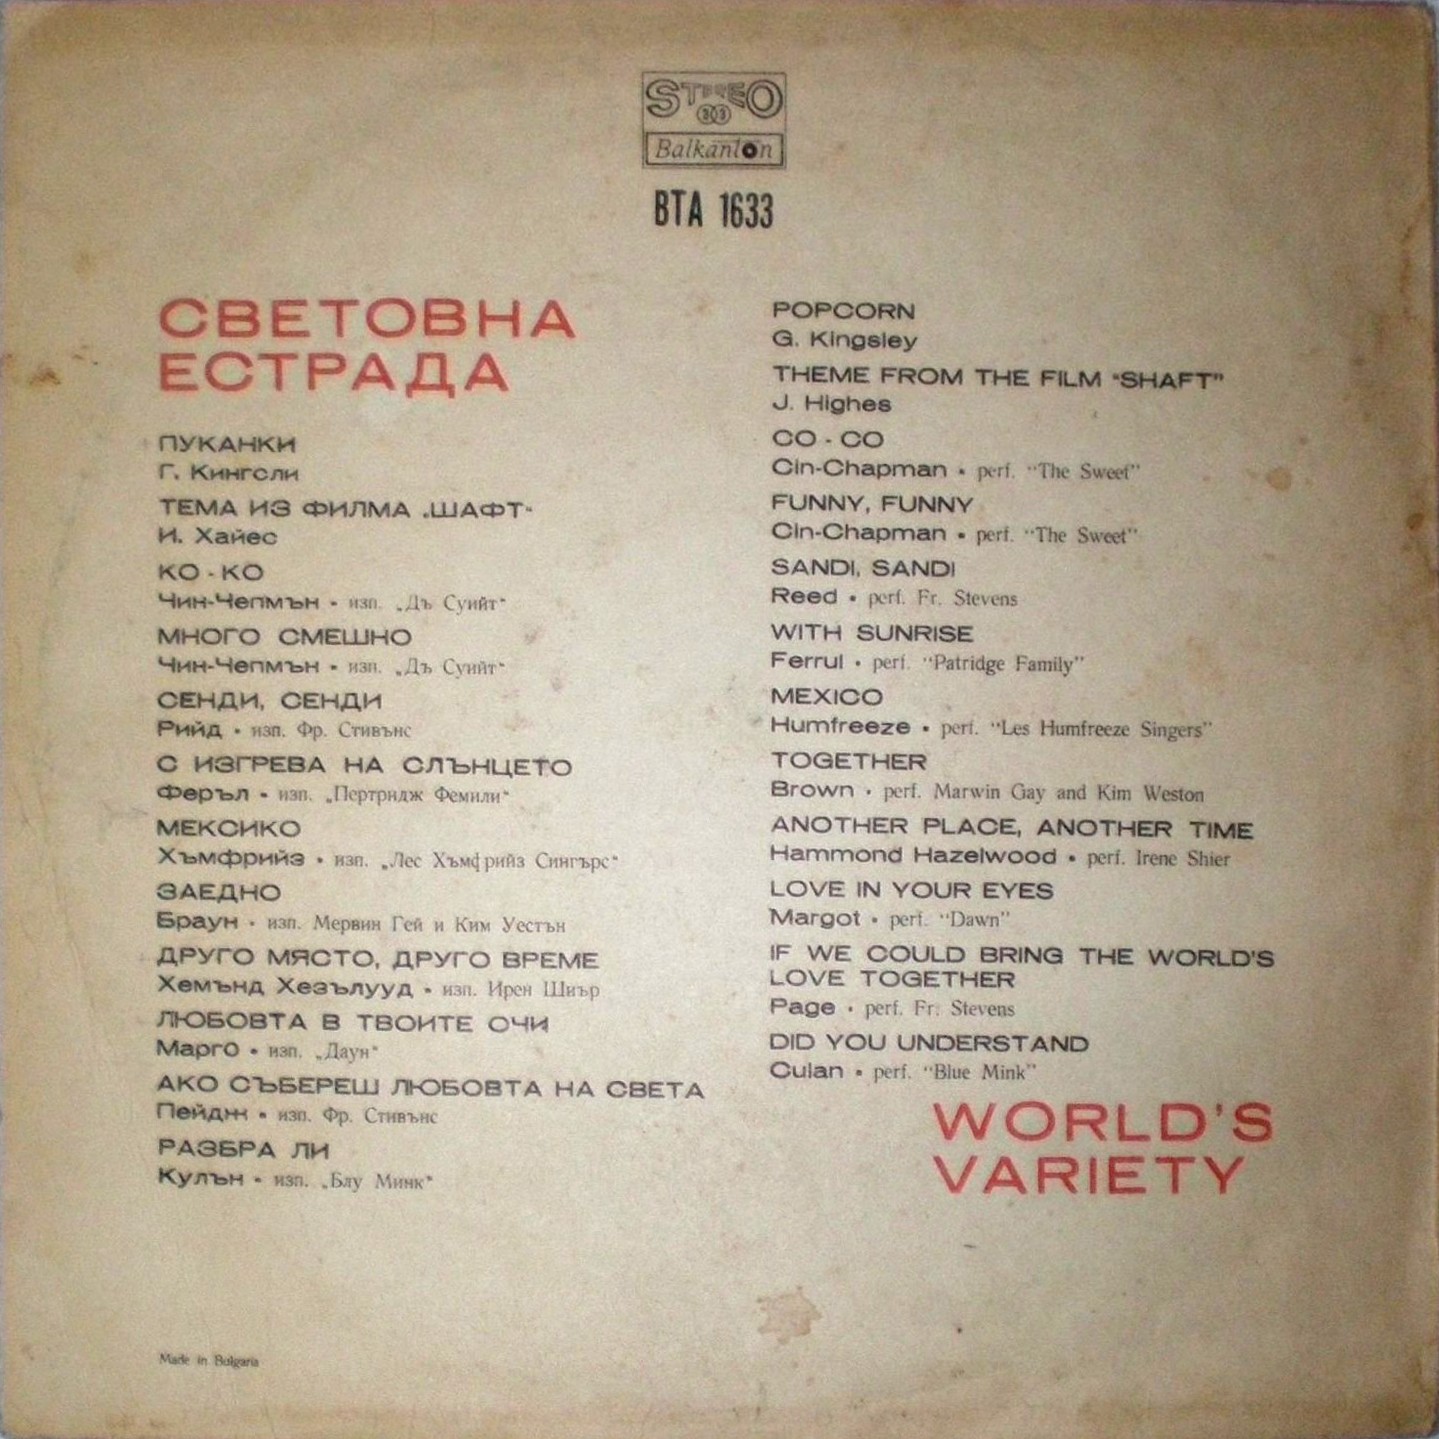 STEREO
33
Balkanton
ВТА 1633
СВЕТОВНА
ЕСТРАДА
ПУКАНКИ
Г. Кингсли
ТЕМА ИЗ ФИЛМА „ШАФТ“
И. Хайес
КО - КО
Чин-Чепмън • изп. „Дъ Суийт“
МНОГО СМЕШНО
Чин-Чепмън • изп. „Дъ Суийт“
СЕНДИ, СЕНДИ
Рийд • изп. Фр. Стивънс
С ИЗГРЕВА НА СЛЪНЦЕТО
Феръл • изп. „Пертридж Фемили“
МЕКСИКО
Хъмфрийз • изп. „Лес Хъмфрийз Сингърс“
ЗАЕДНО
Браун • изп. Мервин Гей и Ким Уестън
ДРУГО МЯСТО, ДРУГО ВРЕМЕ
Хемънд Хезълууд • изп. Ирен Шиър
ЛЮБОВТА В ТВОИТЕ ОЧИ
Марго • изп. „Даун“
АКО СЪБЕРЕШ ЛЮБОВТА НА СВЕТА
Пейдж • изп. Фр. Стивънс
РАЗБРА ЛИ
Кулън • изп. „Блу Минк“
POPCORN
G. Kingsley
THEME FROM THE FILM "SHAFT"
J. Highes
CO - CO
Cin-Chapman • perf. "The Sweet"
FUNNY, FUNNY
Cin-Chapman • perf. "The Sweet"
SANDI, SANDI
Reed • perf. Fr. Stevens
WITH SUNRISE
Ferrul • perf. "Patridge Family"
MEXICO
Humfreeze • perf. "Les Humfreeze Singers"
TOGETHER
Brown • perf. Marwin Gay and Kim Weston
ANOTHER PLACE, ANOTHER TIME
Hammond Hazelwood • perf. Irene Shier
LOVE IN YOUR EYES
Margot • perf. "Dawn"
IF WE COULD BRING THE WORLD'S
LOVE TOGETHER
Page • perf. Fr. Stevens
DID YOU UNDERSTAND
Culan • perf. "Blue Mink"
WORLD'S
VARIETY
Made in Bulgaria